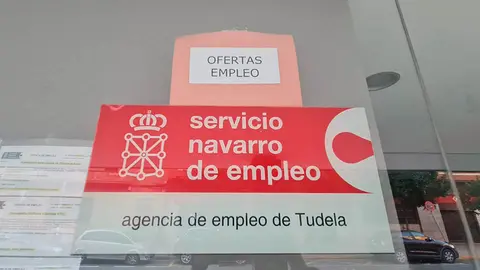 OFERTAS
EMPLEO
servicio
navarro
de empleo
agencia de empleo de Tudela